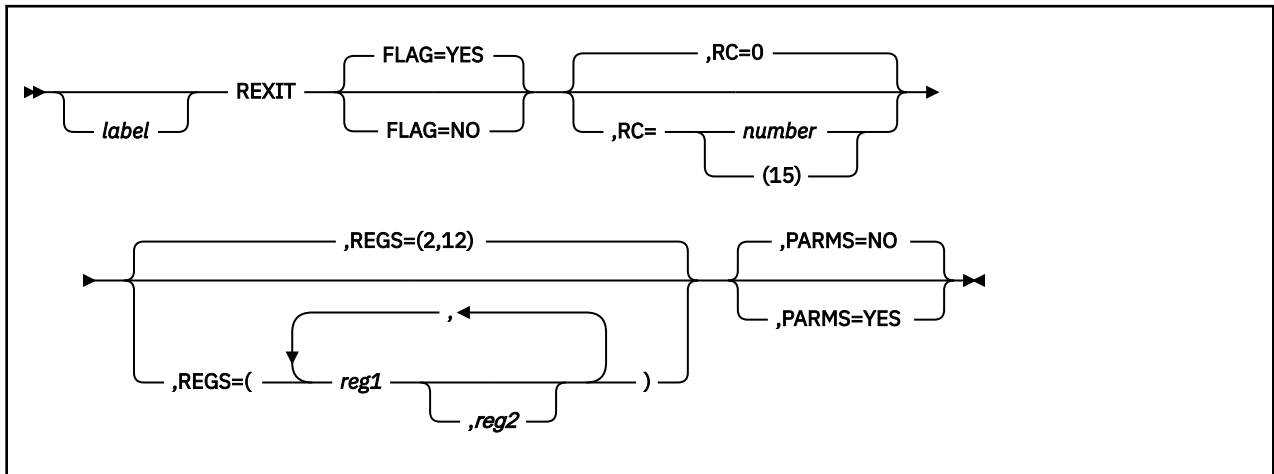 FLAG=YES
,RC=0
REXIT
label
FLAG=NO
,RC=
number
(15)
,REGS=(2,12)
,PARMS=NO
,
,PARMS=YES
,REGS=(
reg1
)
,reg2